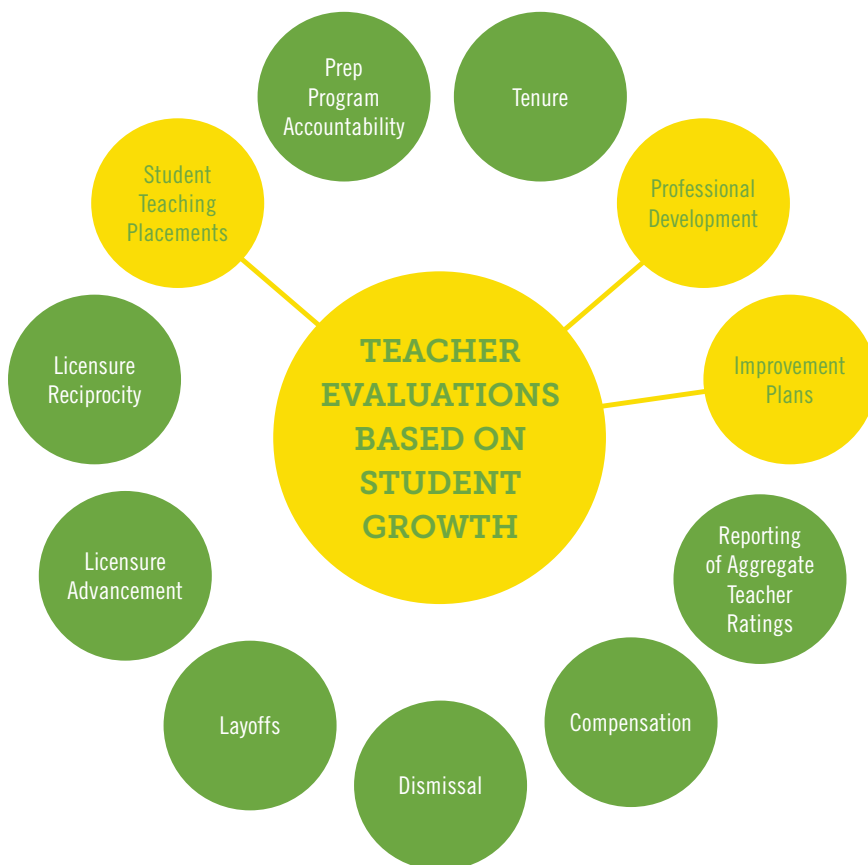 Prep
Program
Accountability
Tenure
Student
Teaching
Placements
Professional
Development
TEACHER
EVALUATIONS
BASED ON
STUDENT
GROWTH
Licensure
Reciprocity
Improvement
Plans
Licensure
Advancement
Reporting
of Aggregate
Teacher
Ratings
Layoffs
Compensation
Dismissal